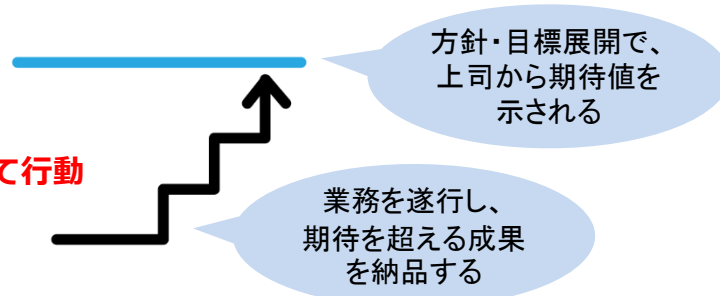 方針・目標展開で、
上司から期待値を
示される
て行動
業務を遂行し、
期待を超える成果
を納品する